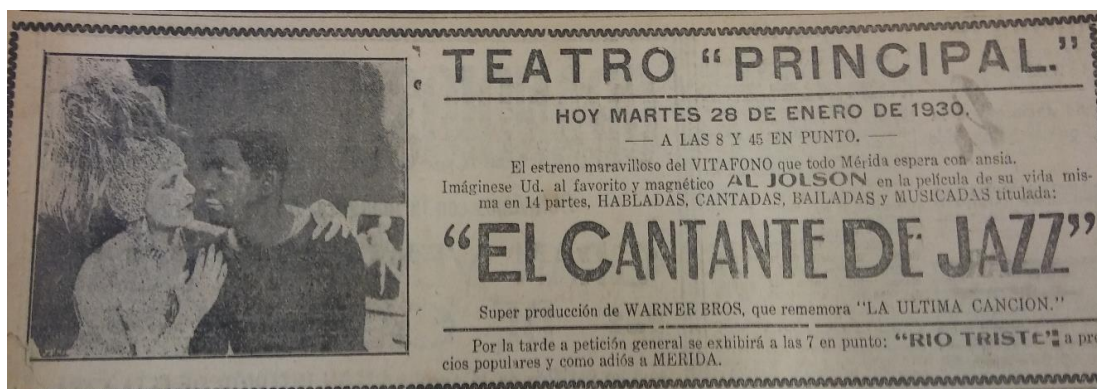 TEATRO “PRINCIPAL.”
HOY MARTES 28 DE ENERO DE 1930.
— A LAS 8 Y 45 EN PUNTO. —
El estreno maravilloso del VITAFONO que todo Mérida espera con ansia.
Imáginese Ud. al favorito y magnético AL JOLSON en la película de su vida mis-
ma en 14 partes, HABLADAS, CANTADAS, BAILADAS y MUSICADAS titulada:
“EL CANTANTE DE JAZZ”
Super producción de WARNER BROS, que rememora "LA ULTIMA CANCION."
Por la tarde a petición general se exhibirá a las 7 en punto: “RIO TRISTE” a pre
cios populares y como adiós a MERIDA.